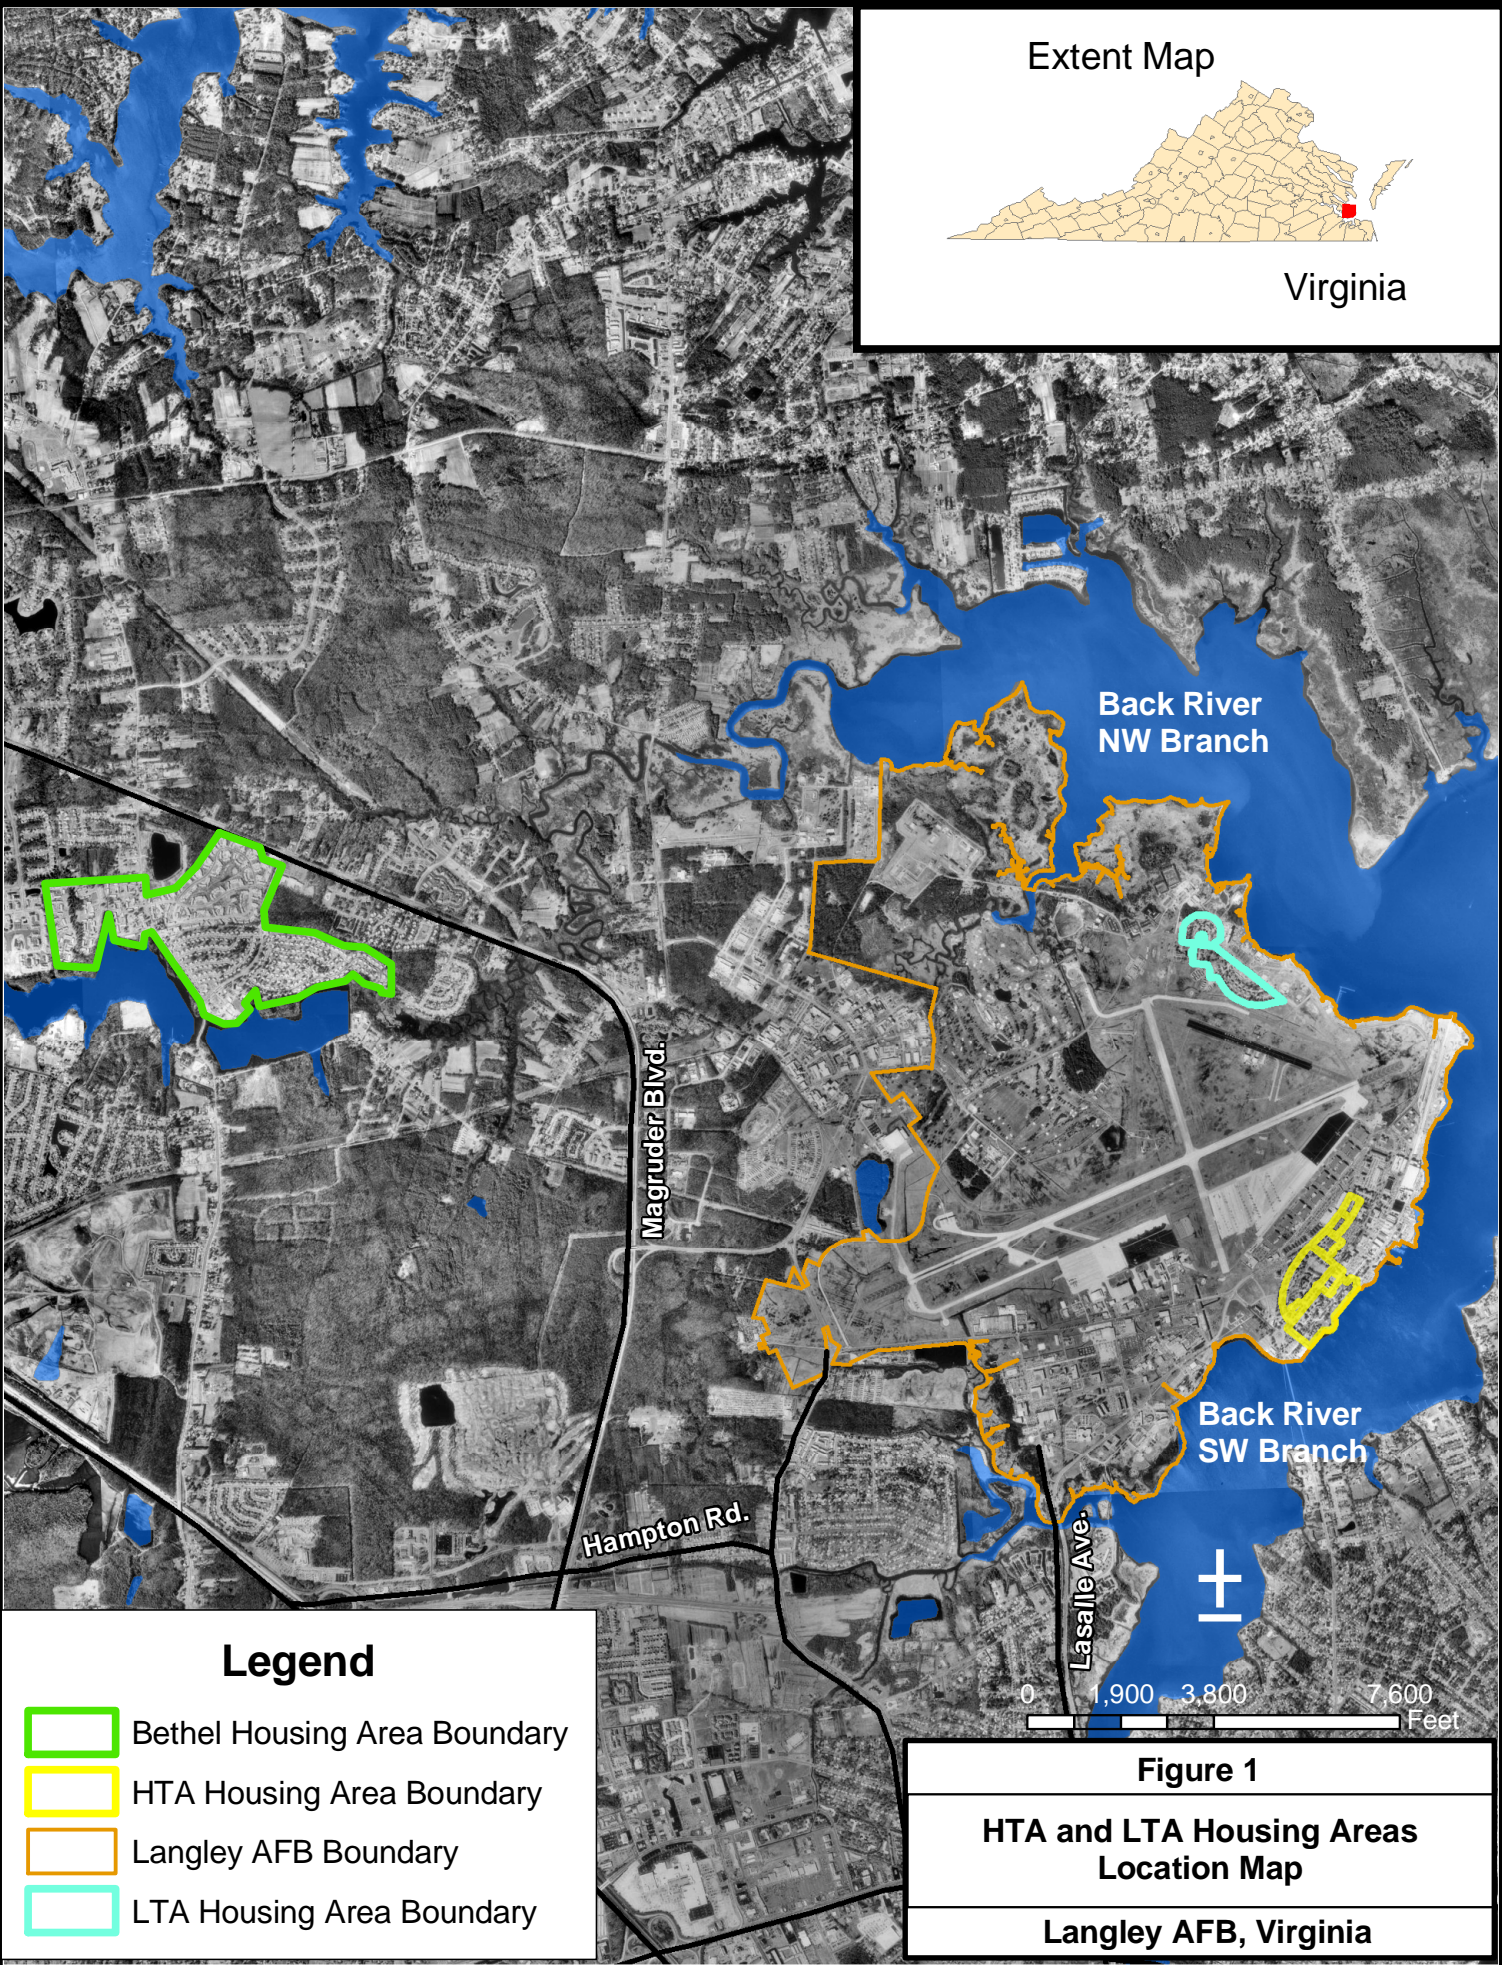 Extent Map
Virginia
Back River
NW Branch
Magruder Blvd.
Back River
SW Branch
Hampton Rd.
Lasalle Ave.
0 1,900 3,800 7,600
Feet
Legend
Bethel Housing Area Boundary
HTA Housing Area Boundary
Langley AFB Boundary
LTA Housing Area Boundary
Figure 1
HTA and LTA Housing Areas
Location Map
Langley AFB, Virginia